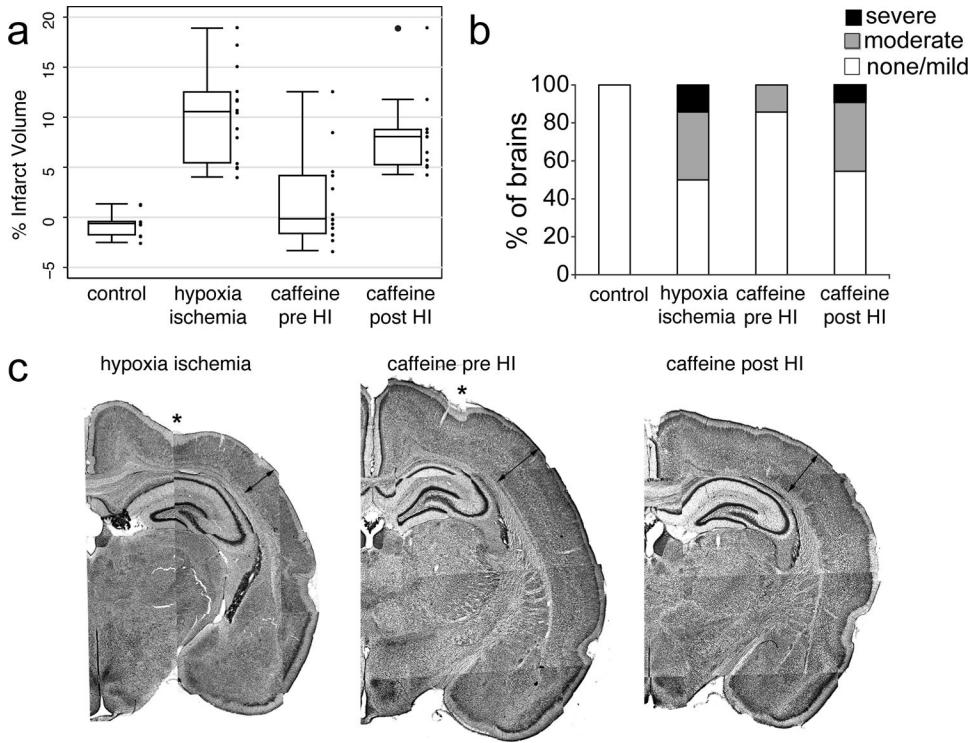 a
% Infarct Volume
20
15
10
5
0
−5
control
hypoxia
ischemia
caffeine
pre HI
caffeine
post HI
b
severe
moderate
none/mild
% of brains
100
80
60
40
20
0
control
hypoxia
ischemia
caffeine
pre HI
caffeine
post HI
c
hypoxia ischemia
caffeine pre HI
caffeine post HI
*
*